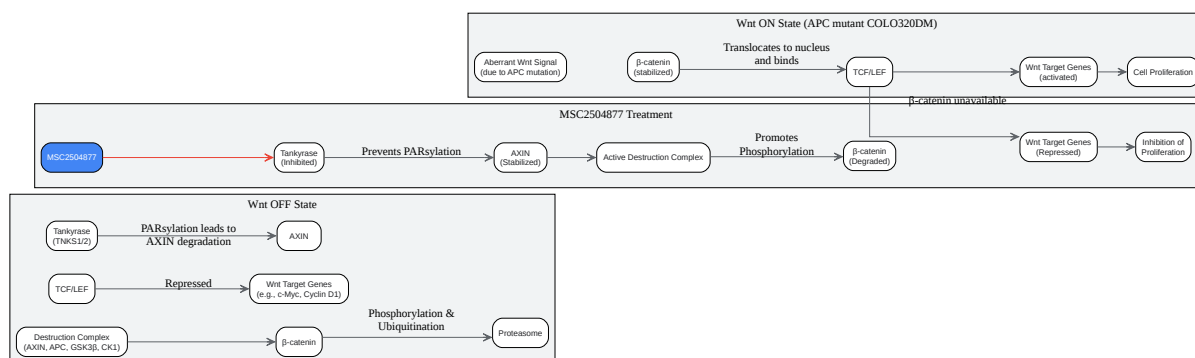 Wnt ON State (APC mutant COLO320DM)
Aberrant Wnt Signal
(due to APC mutation)
β-catenin
(stabilized)
Translocates to nucleus
and binds
TCF/LEF
Wnt Target Genes
(activated)
Cell Proliferation
β-catenin unavailable
MSC2504877 Treatment
MSC2504877
Tankyrase
(Inhibited)
Prevents PARsylation
AXIN
(Stabilized)
Active Destruction Complex
Promotes
Phosphorylation
β-catenin
(Degraded)
Wnt Target Genes
(Repressed)
Inhibition of
Proliferation
Wnt OFF State
Tankyrase
(TNKS1/2)
PARsylation leads to
AXIN degradation
AXIN
TCF/LEF
Repressed
Wnt Target Genes
(e.g., c-Myc, Cyclin D1)
Destruction Complex
(AXIN, APC, GSK3β, CK1)
β-catenin
Phosphorylation &
Ubiquitination
Proteasome